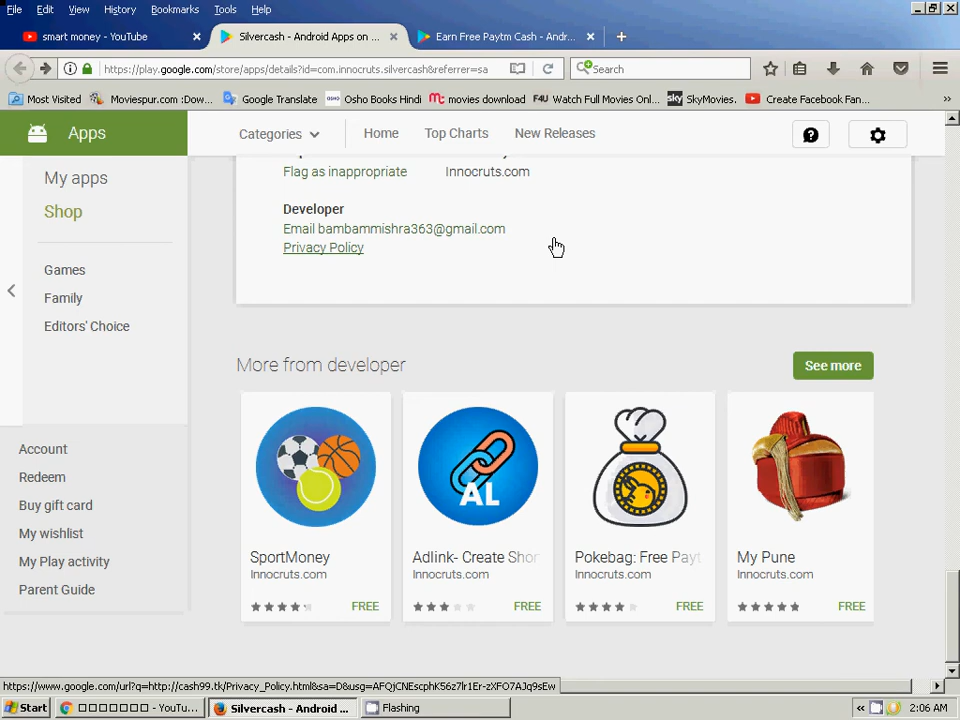 File Edit View History Bookmarks Tools Help
smart money - YouTube
Silvercash - Android Apps on ...
Earn Free Paytm Cash - Andr...
https://play.google.com/store/apps/details?id=com.innocruts.silvercash&referrer=sa
Search
Most Visited
Moviespur.com :Dow...
Google Translate
Osho Books Hindi
movies download
F4U Watch Full Movies Onl...
sky SkyMovies.
Create Facebook Fan...
Apps
Categories
Home
Top Charts
New Releases
My apps
Shop
Games
Family
Editors' Choice
Account
Redeem
Buy gift card
My wishlist
My Play activity
Parent Guide
Flag as inappropriate
Innocruts.com
Developer
Email bambammishra363@gmail.com
Privacy Policy
More from developer
See more
AL
SportMoney
Innocruts.com
FREE
Adlink- Create Shor
Innocruts.com
FREE
Pokebag: Free Payt
Innocruts.com
FREE
My Pune
Innocruts.com
FREE
https://www.google.com/url?q=http://cash99.tk/Privacy_Policy.html&sa=D&usg=AFQjCNEscphK56z7lr1Er-zXFO7AJq9sEw
Start
- YouTu...
Silvercash - Android ...
Flashing
2:06 AM